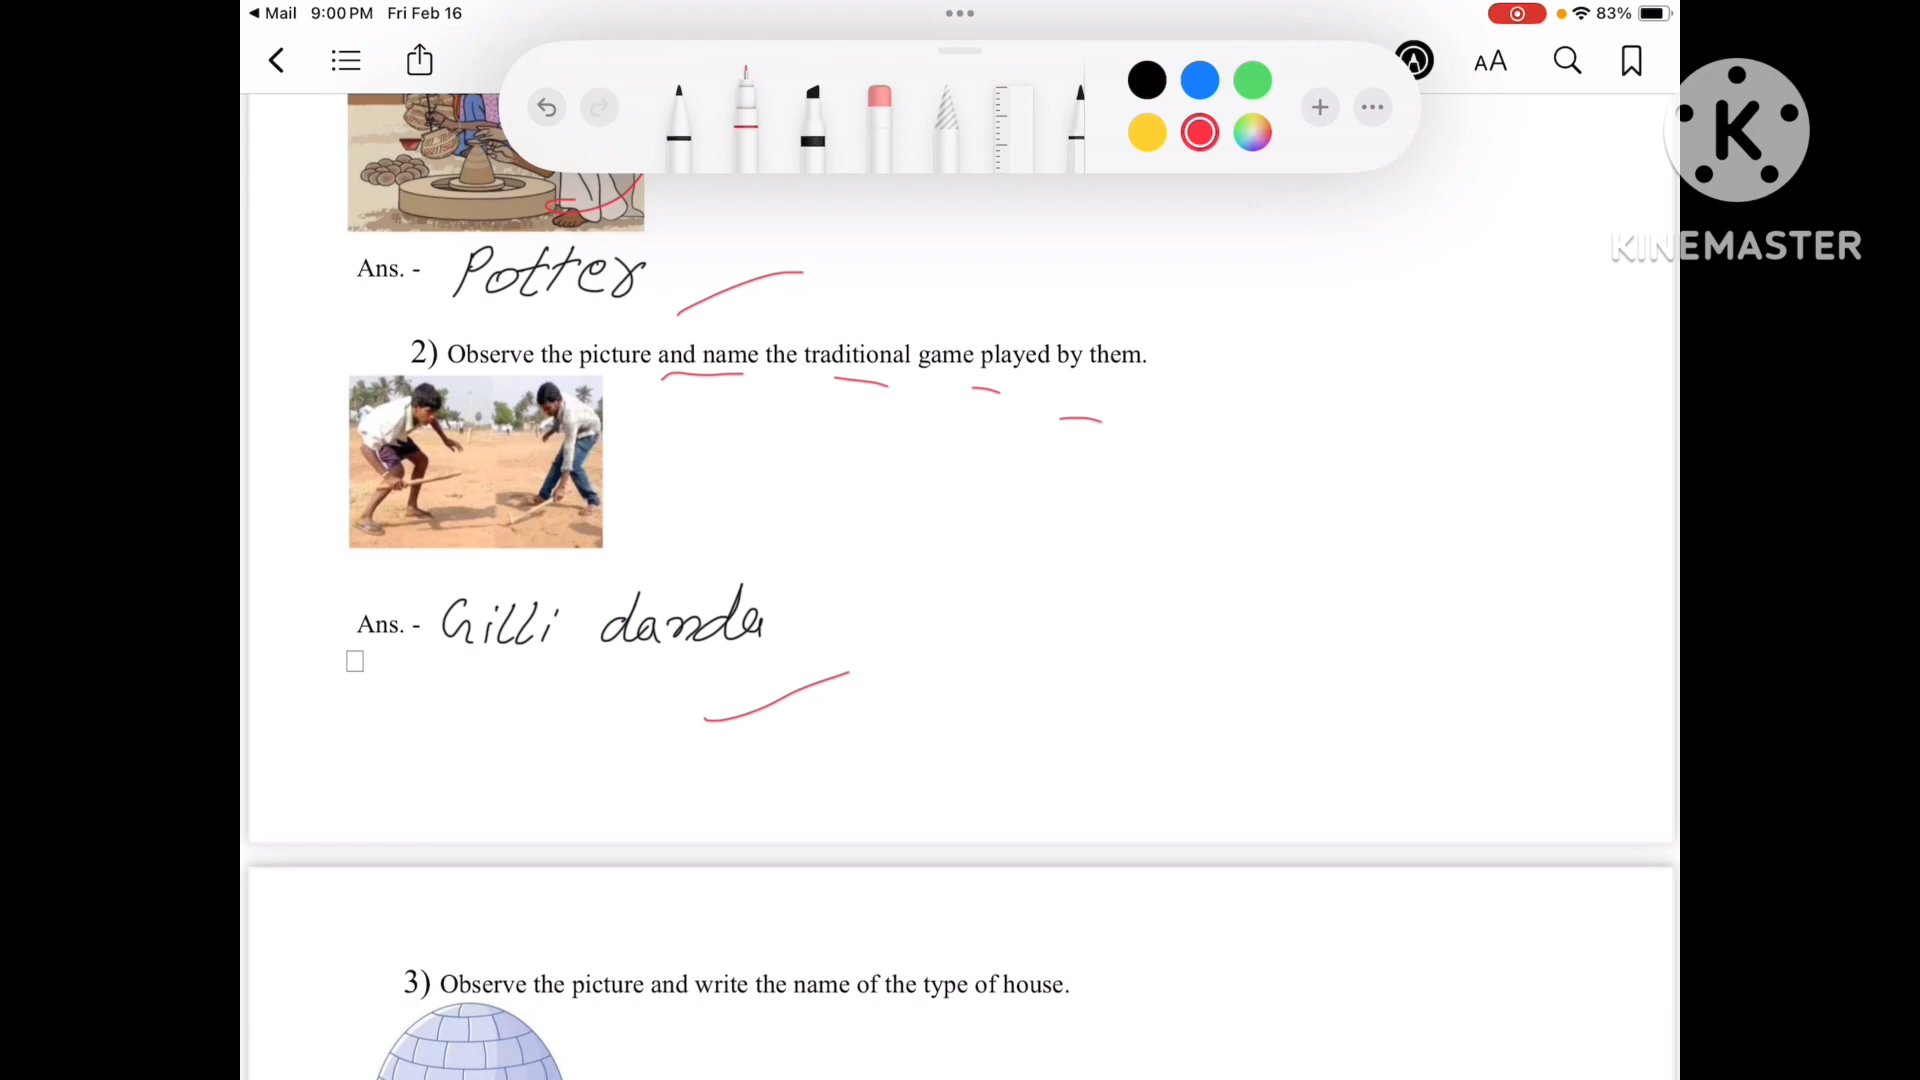 Mail 9:00 PM Fri Feb 16
83%
AA
K
KINEMASTER
Ans. - Potter
2) Observe the picture and name the traditional game played by them.
Ans. - Gilli danda
3) Observe the picture and write the name of the type of house.